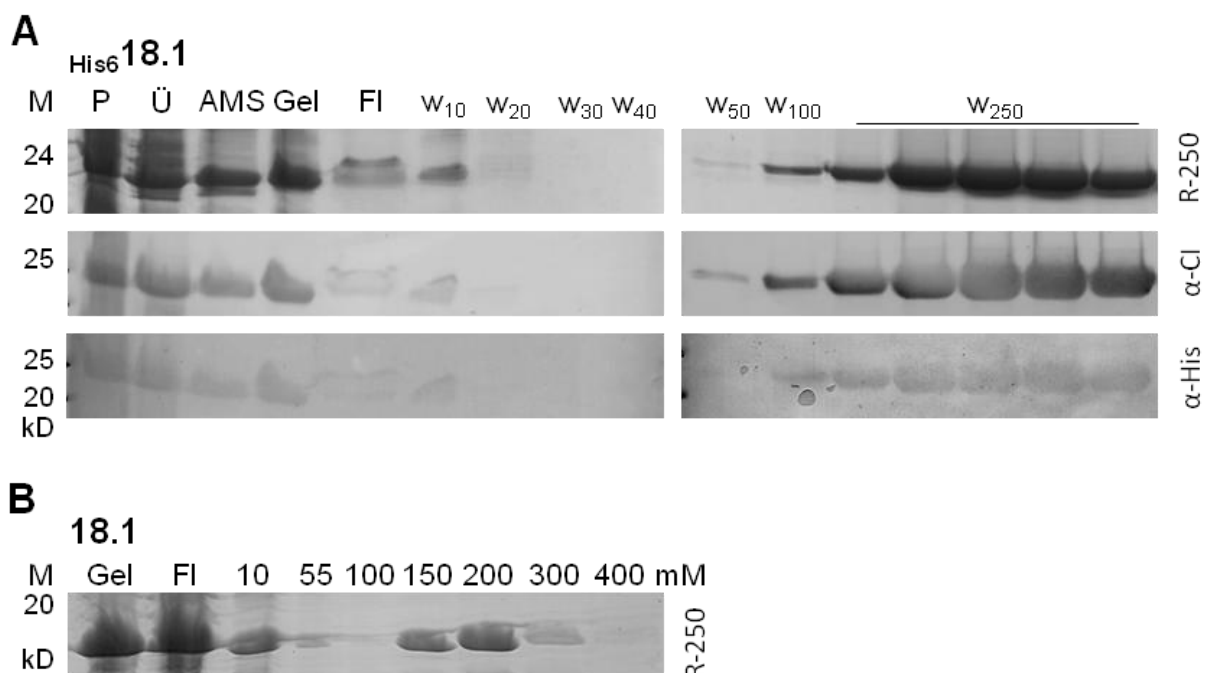 A
His6 18.1
M P Ü AMS Gel Fl W10 W20 W30 W40 W50 W100 W250
24
20
R-250
25
α-Cl
25
20
kD
α-His
B
18.1
M Gel Fl 10 55 100 150 200 300 400 mM
20
kD
R-250